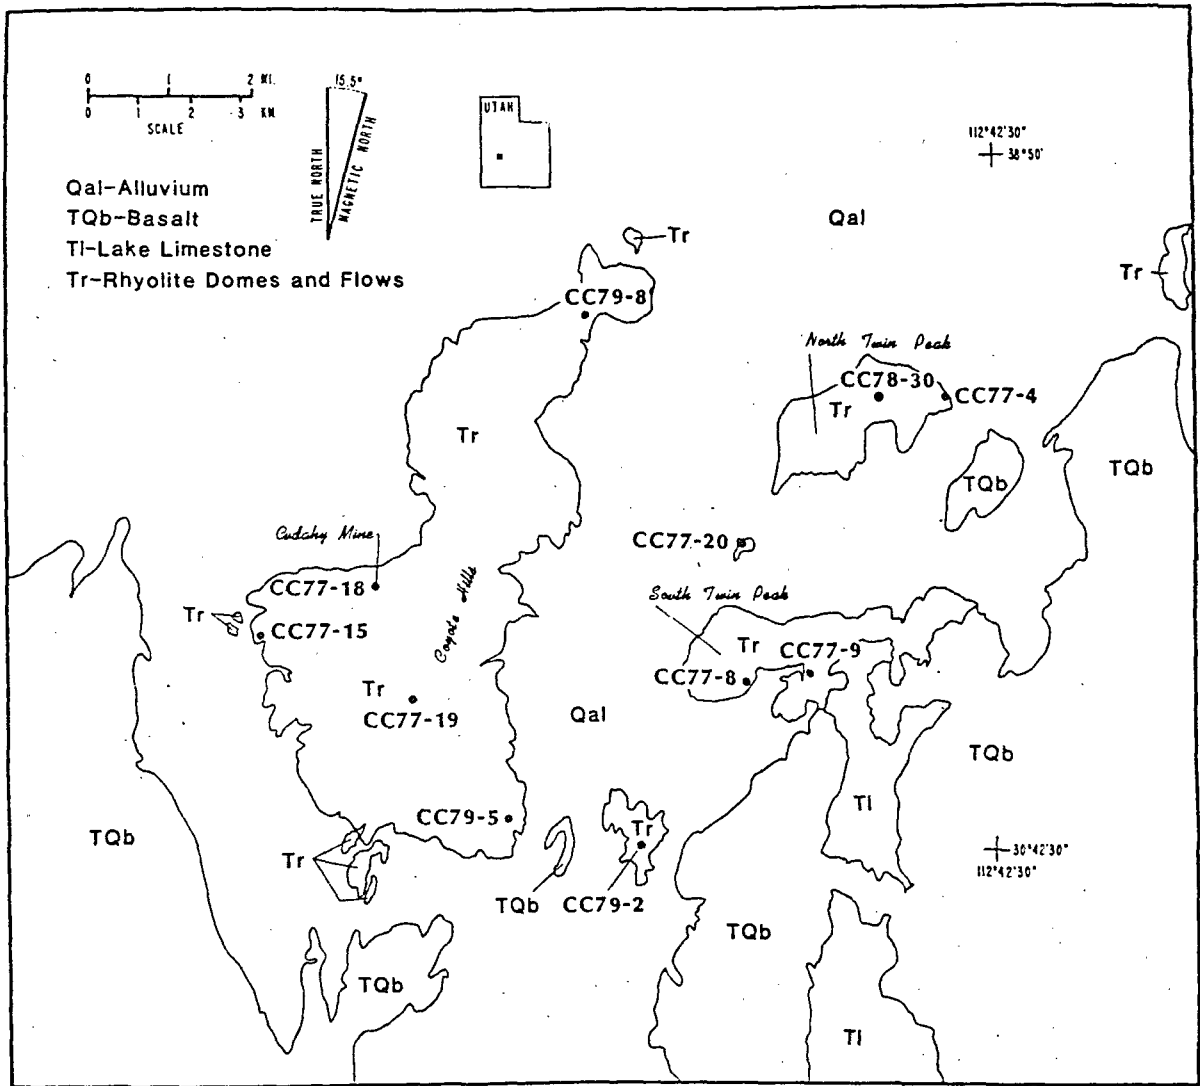 0 1 2 MI.
0 1 2 3 KM
SCALE
15.5°
TRUE NORTH
MAGNETIC NORTH
UTAH
112°42'30"
38°50'
Qal-Alluvium
TQb-Basalt
Tl-Lake Limestone
Tr-Rhyolite Domes and Flows
Qal
Tr
Tr
CC79-8
North Twin Peak
CC78-30
CC77-4
Tr
Tr
TQb
TQb
Cudahy Mine
CC77-20
CC77-18
Coyote Hills
South Twin Peak
Tr
CC77-15
Tr
CC77-9
CC77-8
Tr
CC77-19
Qal
TQb
Tl
CC79-5
Tr
TQb
Tr
30°42'30"
112°42'30"
TQb
CC79-2
TQb
TQb
Tl